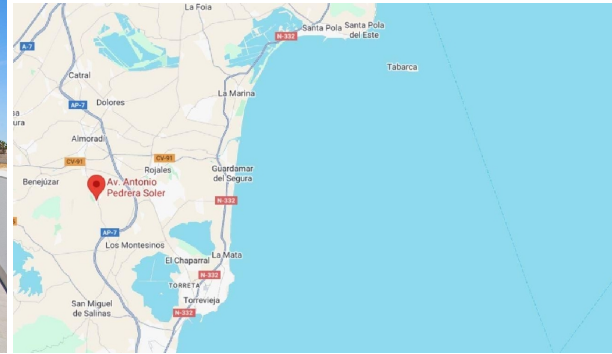 La Foia
Santa Pola
Santa Pola
del Este
N-332
A-7
Tabarca
Catral
La Marina
AP-7
Dolores
ura
Almoradí
CV-91
CV-91
Rojales
Guardamar
del Segura
Benejúzar
Av. Antonio
Pedrera Soler
N-332
AP-7
Los Montesinos
El Chaparral
La Mata
N-332
TORRETA
San Miguel
de Salinas
Torrevieja
N-332